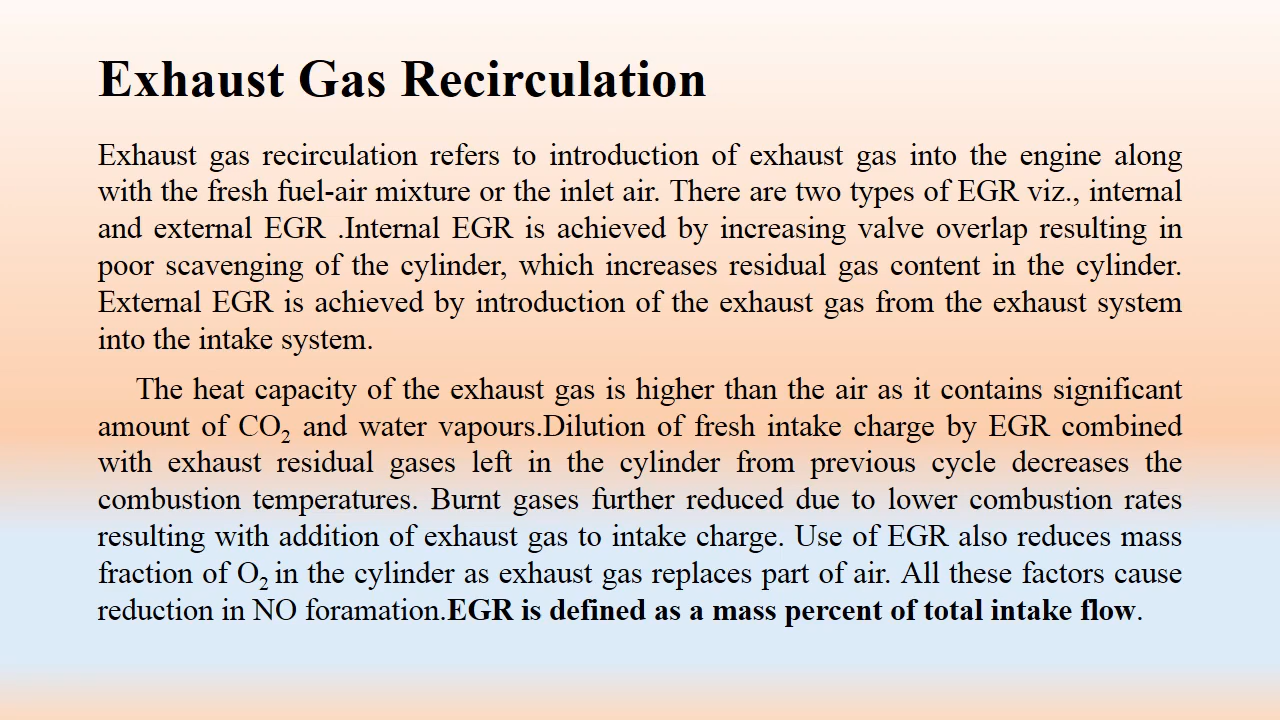 Exhaust Gas Recirculation
Exhaust gas recirculation refers to introduction of exhaust gas into the engine along
with the fresh fuel-air mixture or the inlet air. There are two types of EGR viz., internal
and external EGR .Internal EGR is achieved by increasing valve overlap resulting in
poor scavenging of the cylinder, which increases residual gas content in the cylinder.
External EGR is achieved by introduction of the exhaust gas from the exhaust system
into the intake system.
The heat capacity of the exhaust gas is higher than the air as it contains significant
amount of CO₂ and water vapours.Dilution of fresh intake charge by EGR combined
with exhaust residual gases left in the cylinder from previous cycle decreases the
combustion temperatures. Burnt gases further reduced due to lower combustion rates
resulting with addition of exhaust gas to intake charge. Use of EGR also reduces mass
fraction of O₂ in the cylinder as exhaust gas replaces part of air. All these factors cause
reduction in NO foramation.EGR is defined as a mass percent of total intake flow.